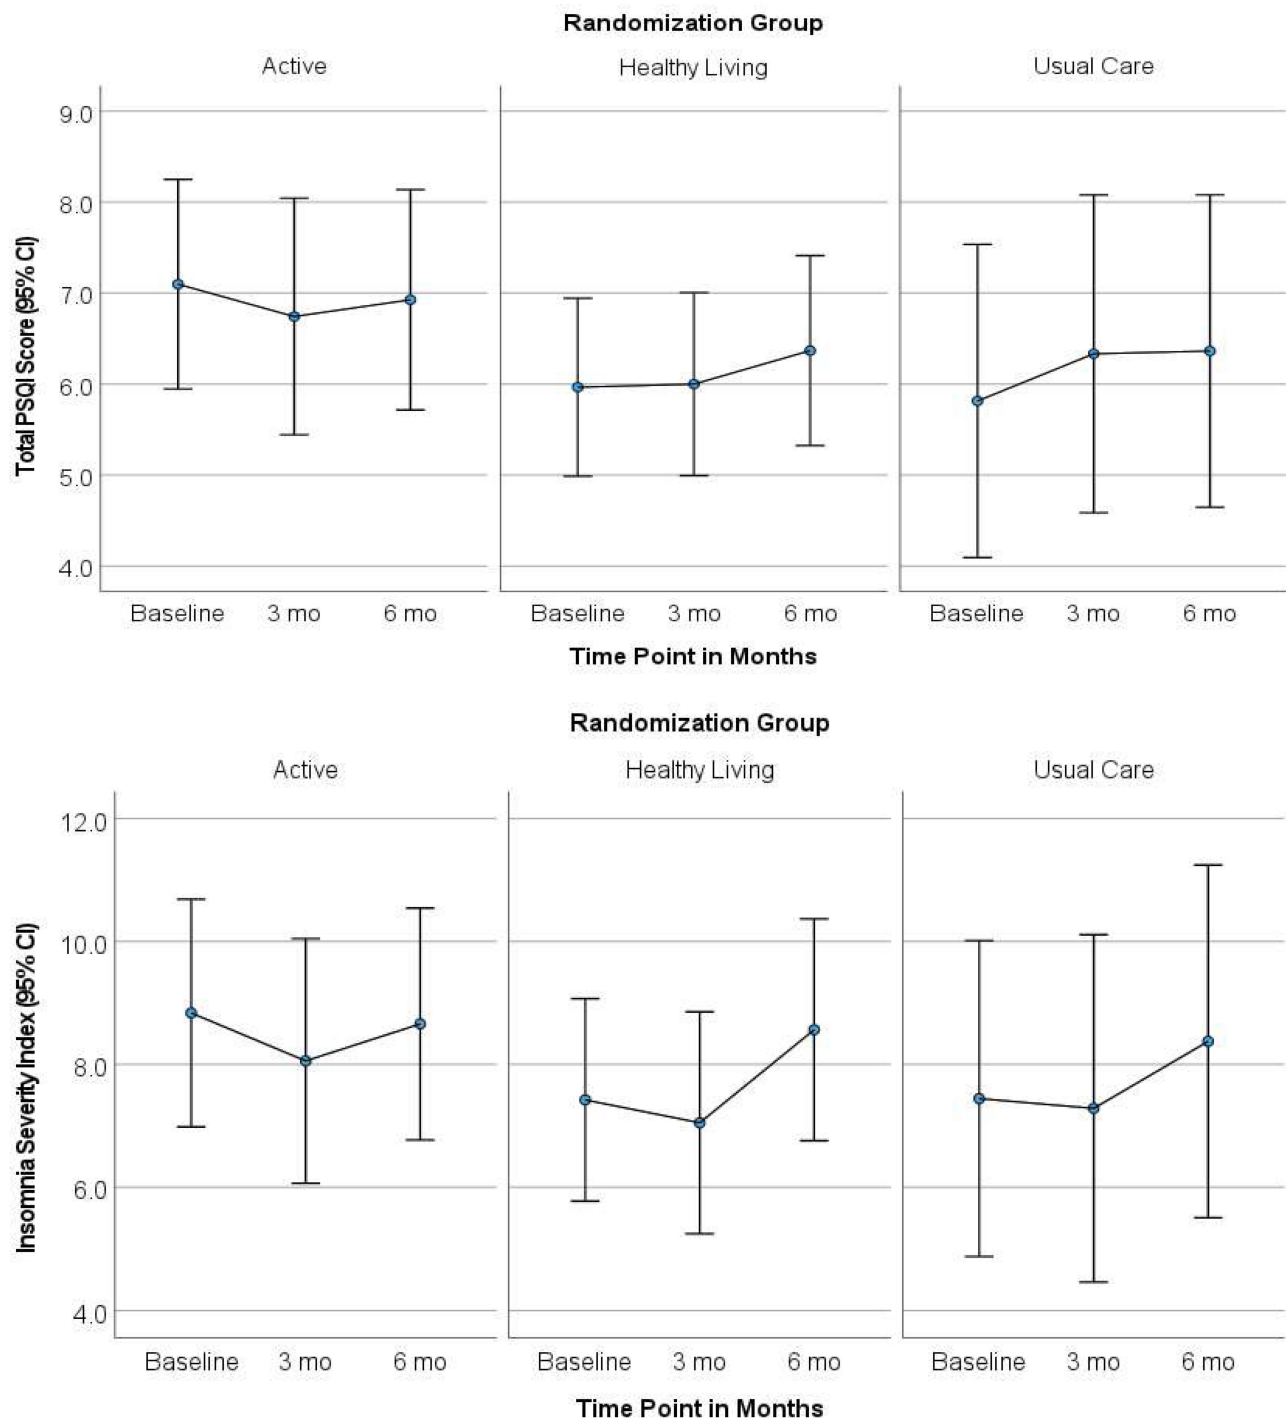 Randomization Group
Active Healthy Living Usual Care
Total PSQI Score (95% CI)
9.0
8.0
7.0
6.0
5.0
4.0
Baseline 3 mo 6 mo Baseline 3 mo 6 mo Baseline 3 mo 6 mo
Time Point in Months
Randomization Group
Active Healthy Living Usual Care
Insomnia Severity Index (95% CI)
12.0
10.0
8.0
6.0
4.0
Baseline 3 mo 6 mo Baseline 3 mo 6 mo Baseline 3 mo 6 mo
Time Point in Months